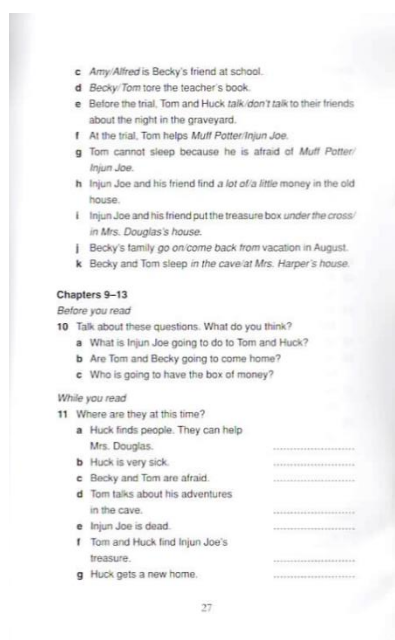 c Amy/Alfred is Becky's friend at school.
d Becky/Tom tore the teacher's book.
e Before the trial, Tom and Huck talk/don't talk to their friends
about the night in the graveyard.
f At the trial, Tom helps Muff Potter/Injun Joe.
g Tom cannot sleep because he is afraid of Muff Potter/
Injun Joe.
h Injun Joe and his friend find a lot of/a little money in the old
house.
i Injun Joe and his friend put the treasure box under the cross/
in Mrs. Douglas's house.
j Becky's family go on/come back from vacation in August.
k Becky and Tom sleep in the cave/at Mrs. Harper's house.
Chapters 9–13
Before you read
10 Talk about these questions. What do you think?
a What is Injun Joe going to do to Tom and Huck?
b Are Tom and Becky going to come home?
c Who is going to have the box of money?
While you read
11 Where are they at this time?
a Huck finds people. They can help
Mrs. Douglas. ........................
b Huck is very sick. ........................
c Becky and Tom are afraid. ........................
d Tom talks about his adventures
in the cave. ........................
e Injun Joe is dead. ........................
f Tom and Huck find Injun Joe's
treasure. ........................
g Huck gets a new home. ........................
27